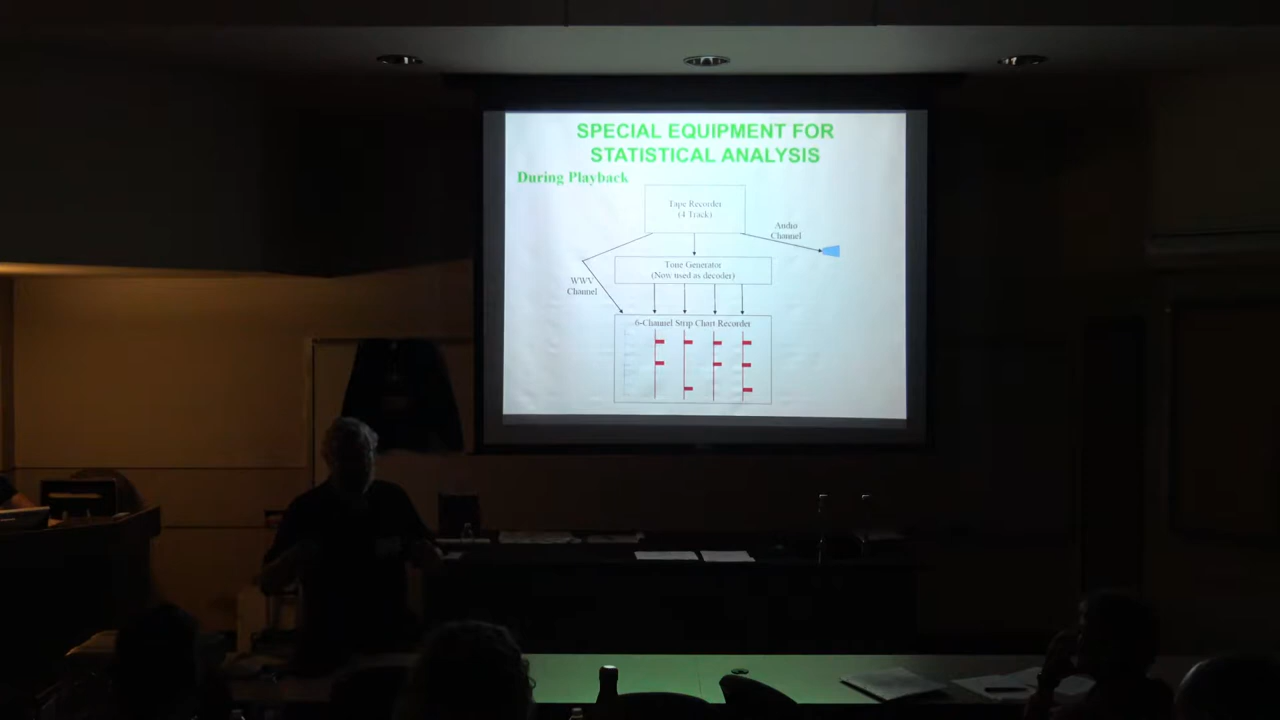 SPECIAL EQUIPMENT FOR
STATISTICAL ANALYSIS
During Playback
Tape Recorder
(4 Track)
Audio
Channel
Tone Generator
(Now used as decoder)
WWV
Channel
6-Channel Strip Chart Recorder